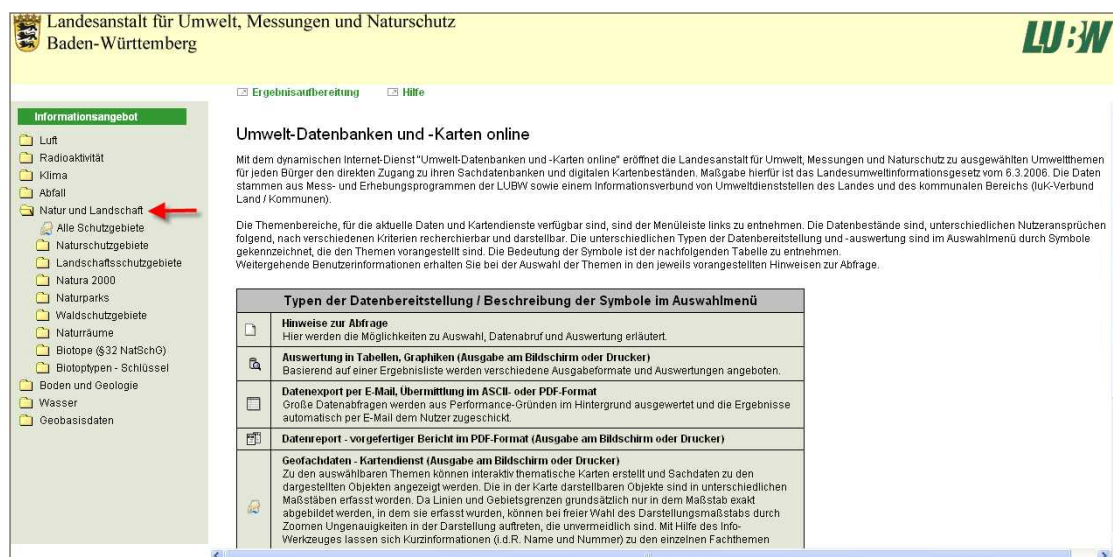 Landesanstalt für Umwelt, Messungen und Naturschutz
Baden-Württemberg
LUBW
Ergebnisaufbereitung
Hilfe
Informationsangebot
Luft
Radioaktivität
Klima
Abfall
Natur und Landschaft
Alle Schutzgebiete
Naturschutzgebiete
Landschaftsschutzgebiete
Natura 2000
Naturparks
Waldschutzgebiete
Naturräume
Biotope (§32 NatSchG)
Biotoptypen - Schlüssel
Boden und Geologie
Wasser
Geobasisdaten
Umwelt-Datenbanken und -Karten online
Mit dem dynamischen Internet-Dienst "Umwelt-Datenbanken und -Karten online" eröffnet die Landesanstalt für Umwelt, Messungen und Naturschutz zu ausgewählten Umweltthemen
für jeden Bürger den direkten Zugang zu ihren Sachdatenbanken und digitalen Kartenbeständen. Maßgabe hierfür ist das Landesumweltinformationsgesetz vom 6.3.2006. Die Daten
stammen aus Mess- und Erhebungsprogrammen der LUBW sowie einem Informationsverbund von Umweltdienststellen des Landes und des kommunalen Bereichs (IuK-Verbund
Land / Kommunen).
Die Themenbereiche, für die aktuelle Daten und Kartendienste verfügbar sind, sind der Menüleiste links zu entnehmen. Die Datenbestände sind, unterschiedlichen Nutzeransprüchen
folgend, nach verschiedenen Kriterien recherchierbar und darstellbar. Die unterschiedlichen Typen der Datenbereitstellung und -auswertung sind im Auswahlmenü durch Symbole
gekennzeichnet, die den Themen vorangestellt sind. Die Bedeutung der Symbole ist der nachfolgenden Tabelle zu entnehmen.
Weitergehende Benutzerinformationen erhalten Sie bei der Auswahl der Themen in den jeweils vorangestellten Hinweisen zur Abfrage.
Typen der Datenbereitstellung / Beschreibung der Symbole im Auswahlmenü
Hinweise zur Abfrage
Hier werden die Möglichkeiten zu Auswahl, Datenabruf und Auswertung erläutert.
Auswertung in Tabellen, Graphiken (Ausgabe am Bildschirm oder Drucker)
Basierend auf einer Ergebnisliste werden verschiedene Ausgabeformate und Auswertungen angeboten.
Datenexport per E-Mail, Übermittlung im ASCII- oder PDF-Format
Große Datenabfragen werden aus Performance-Gründen im Hintergrund ausgewertet und die Ergebnisse
automatisch per E-Mail dem Nutzer zugeschickt.
Datenreport - vorgefertiger Bericht im PDF-Format (Ausgabe am Bildschirm oder Drucker)
Geofachdaten - Kartendienst (Ausgabe am Bildschirm oder Drucker)
Zu den auswählbaren Themen können interaktiv thematische Karten erstellt und Sachdaten zu den
dargestellten Objekten angezeigt werden. Die in der Karte darstellbaren Objekte sind in unterschiedlichen
Maßstäben erfasst worden. Da Linien und Gebietsgrenzen grundsätzlich nur in dem Maßstab exakt
abgebildet werden, in dem sie erfasst wurden, können bei freier Wahl des Darstellungsmaßstabs durch
Zoomen Ungenauigkeiten in der Darstellung auftreten, die unvermeidlich sind. Mit Hilfe des Info-
Werkzeuges lassen sich Kurzinformationen (i.d.R. Name und Nummer) zu den einzelnen Fachthemen